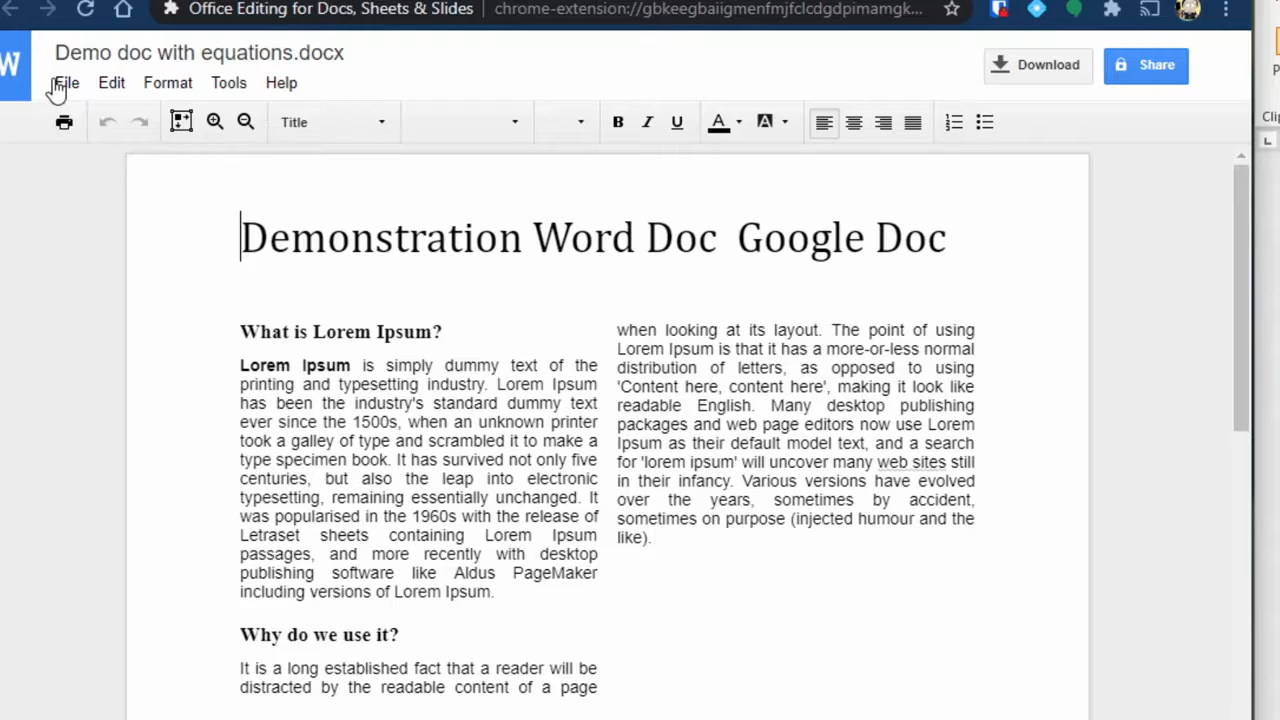 Office Editing for Docs, Sheets & Slides | chrome-extension://gbkeegbaiigmenfmjfclcdgdpimamgk...
W
Demo doc with equations.docx
File Edit Format Tools Help
Download
Share
Title
B I U A A
Demonstration Word Doc  Google Doc
What is Lorem Ipsum?
Lorem Ipsum is simply dummy text of the
printing and typesetting industry. Lorem Ipsum
has been the industry's standard dummy text
ever since the 1500s, when an unknown printer
took a galley of type and scrambled it to make a
type specimen book. It has survived not only five
centuries, but also the leap into electronic
typesetting, remaining essentially unchanged. It
was popularised in the 1960s with the release of
Letraset sheets containing Lorem Ipsum
passages, and more recently with desktop
publishing software like Aldus PageMaker
including versions of Lorem Ipsum.
Why do we use it?
It is a long established fact that a reader will be
distracted by the readable content of a page
when looking at its layout. The point of using
Lorem Ipsum is that it has a more-or-less normal
distribution of letters, as opposed to using
'Content here, content here', making it look like
readable English. Many desktop publishing
packages and web page editors now use Lorem
Ipsum as their default model text, and a search
for 'lorem ipsum' will uncover many web sites still
in their infancy. Various versions have evolved
over the years, sometimes by accident,
sometimes on purpose (injected humour and the
like).